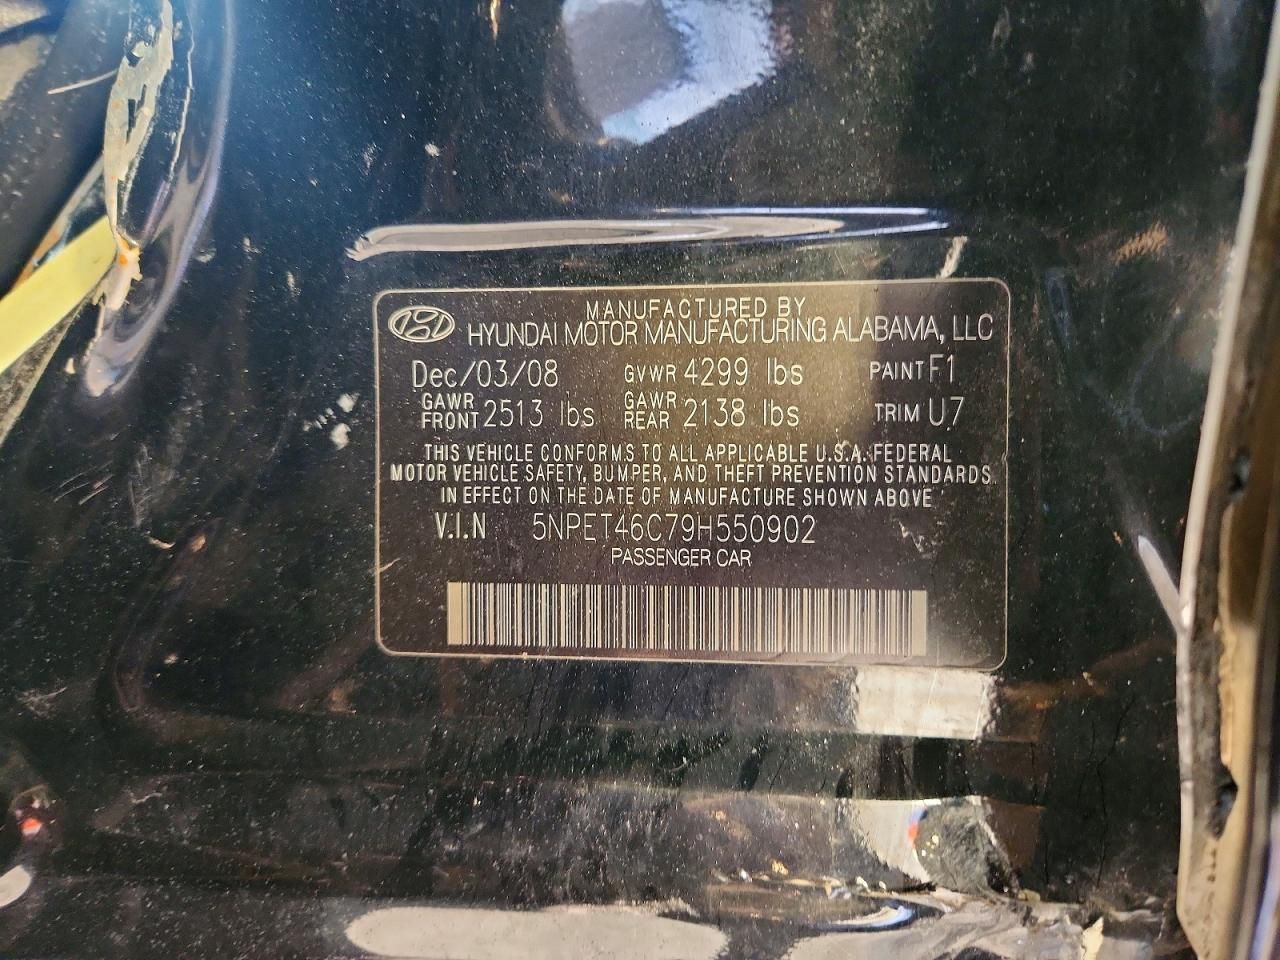 MANUFACTURED BY
HYUNDAI MOTOR MANUFACTURING ALABAMA, LLC
Dec/03/08 GVWR 4299 lbs PAINT F1
GAWR FRONT 2513 lbs GAWR REAR 2138 lbs TRIM U7
THIS VEHICLE CONFORMS TO ALL APPLICABLE U.S.A. FEDERAL
MOTOR VEHICLE SAFETY, BUMPER, AND THEFT PREVENTION STANDARDS
IN EFFECT ON THE DATE OF MANUFACTURE SHOWN ABOVE
V.I.N 5NPET46C79H550902
PASSENGER CAR